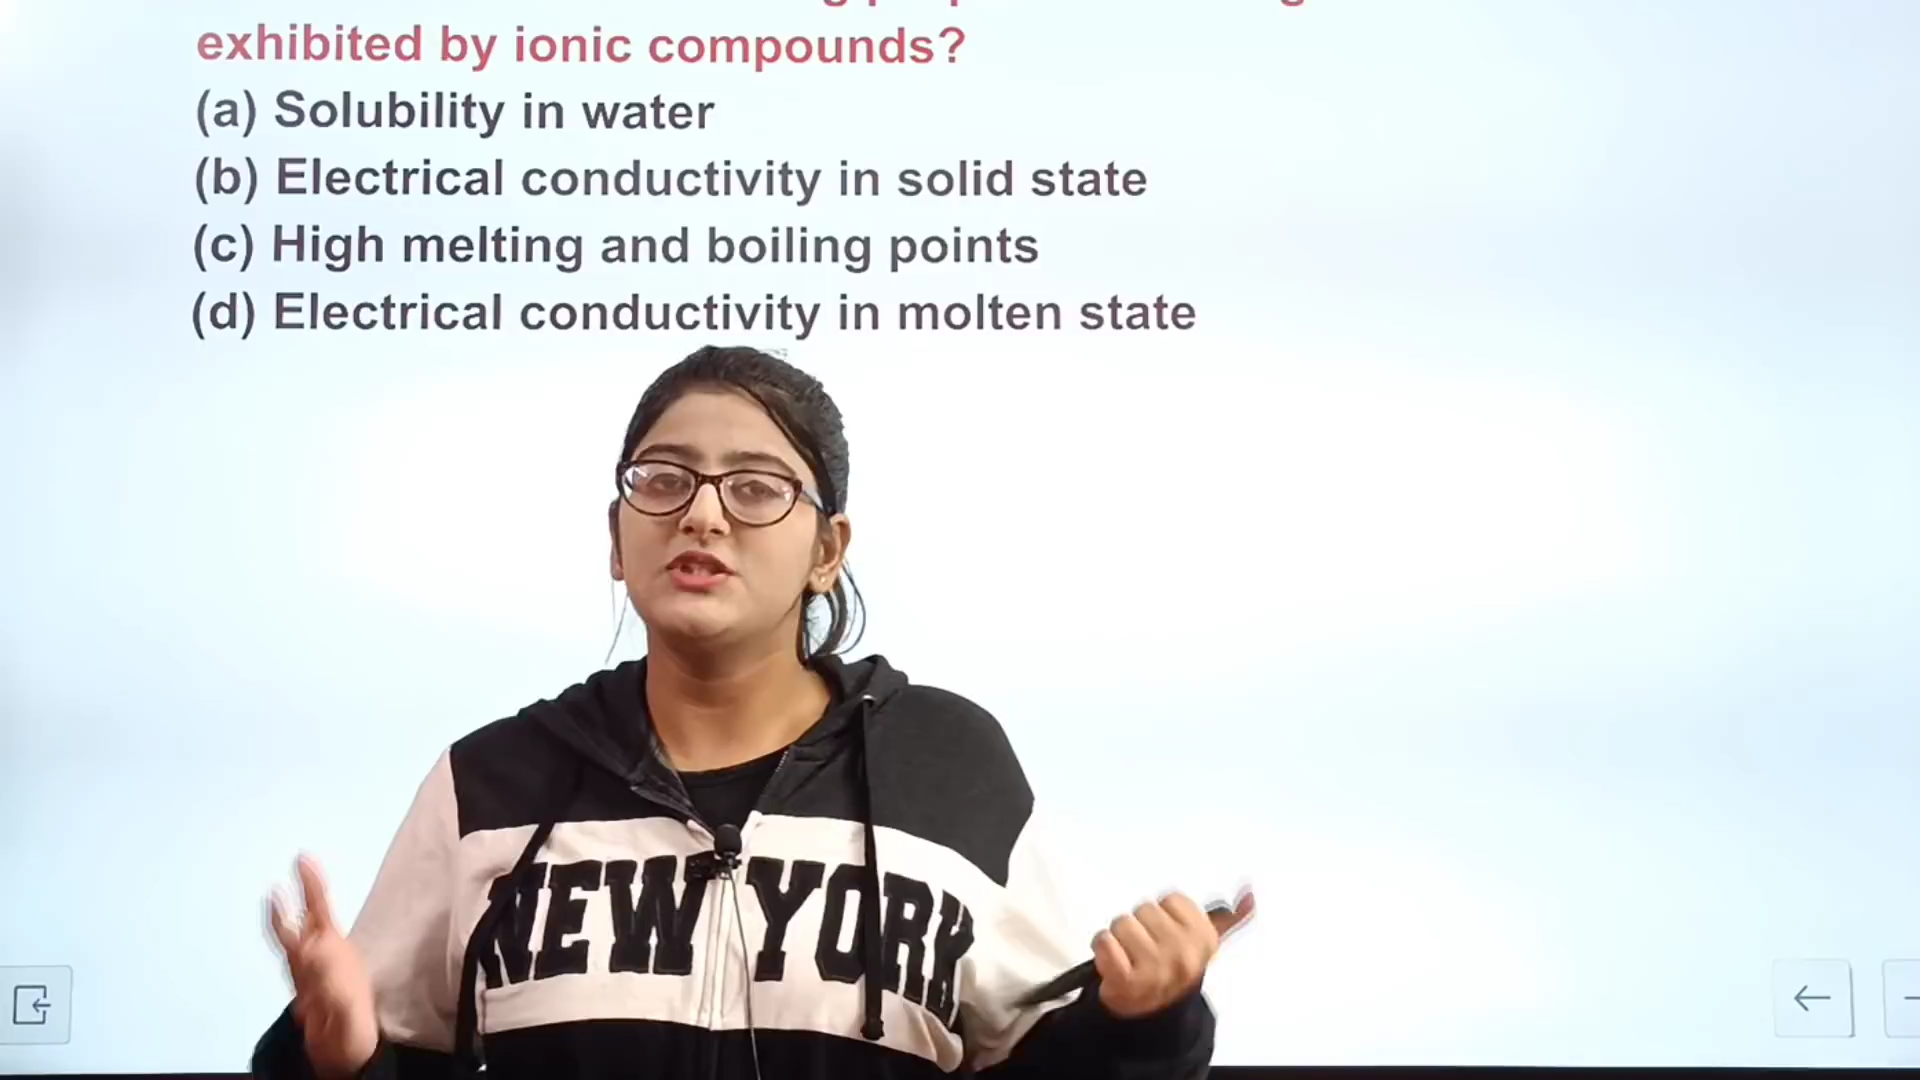 exhibited by ionic compounds?
(a) Solubility in water
(b) Electrical conductivity in solid state
(c) High melting and boiling points
(d) Electrical conductivity in molten state
NEW YORK